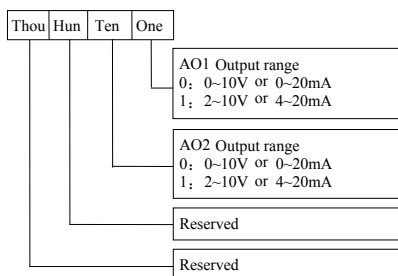 Thou Hun Ten One
AO1 Output range
0：0~10V or 0~20mA
1：2~10V or 4~20mA
AO2 Output range
0：0~10V or 0~20mA
1：2~10V or 4~20mA
Reserved
Reserved